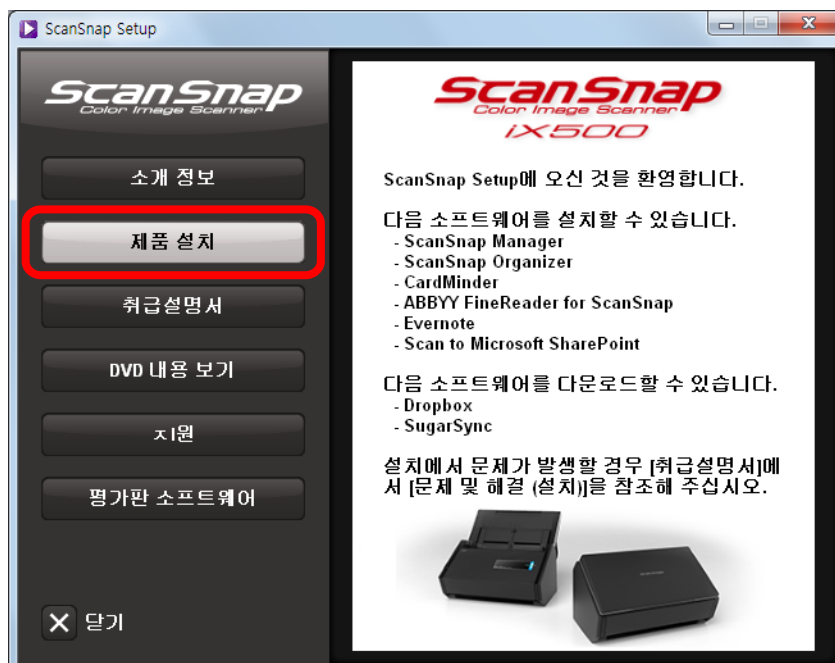 ScanSnap Setup
ScanSnap
Color Image Scanner
소개 정보
제품 설치
취급설명서
DVD 내용 보기
지원
평가판 소프트웨어
닫기
ScanSnap
Color Image Scanner
iX500
ScanSnap Setup에 오신 것을 환영합니다.
다음 소프트웨어를 설치할 수 있습니다.
- ScanSnap Manager
- ScanSnap Organizer
- CardMinder
- ABBYY FineReader for ScanSnap
- Evernote
- Scan to Microsoft SharePoint
다음 소프트웨어를 다운로드할 수 있습니다.
- Dropbox
- SugarSync
설치에서 문제가 발생할 경우 [취급설명서]에
서 [문제 및 해결 (설치)]을 참조해 주십시오.